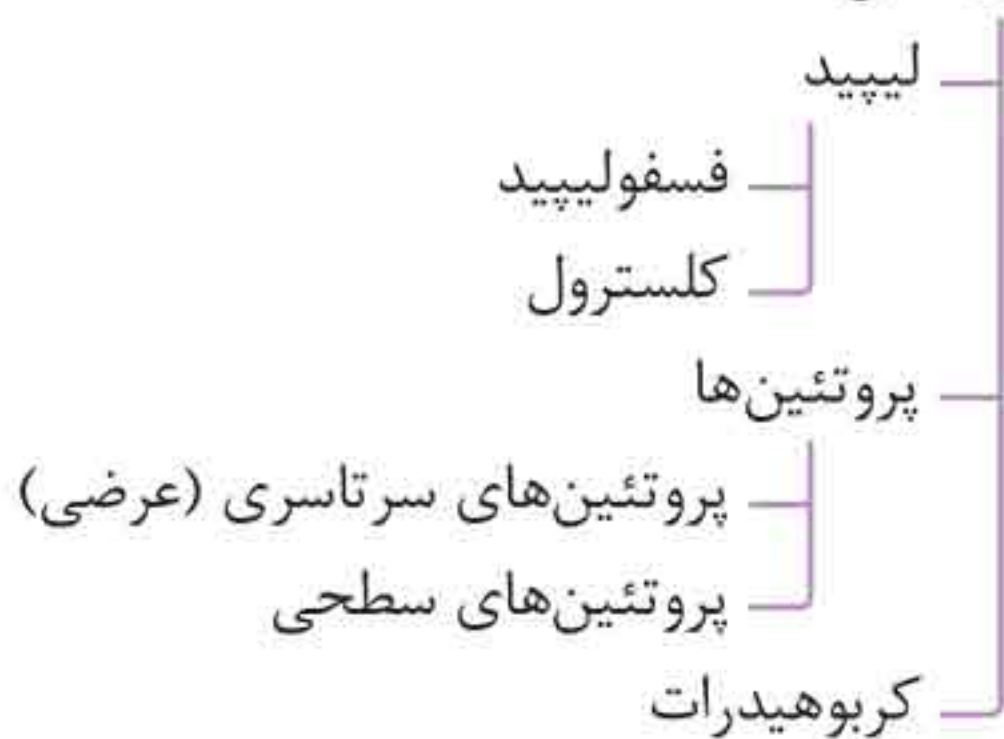 لیپید
فسفولیپید
کلسترول
پروتئین‌ها
پروتئین‌های سرتاسری (عرضی)
پروتئین‌های سطحی
کربوهیدرات